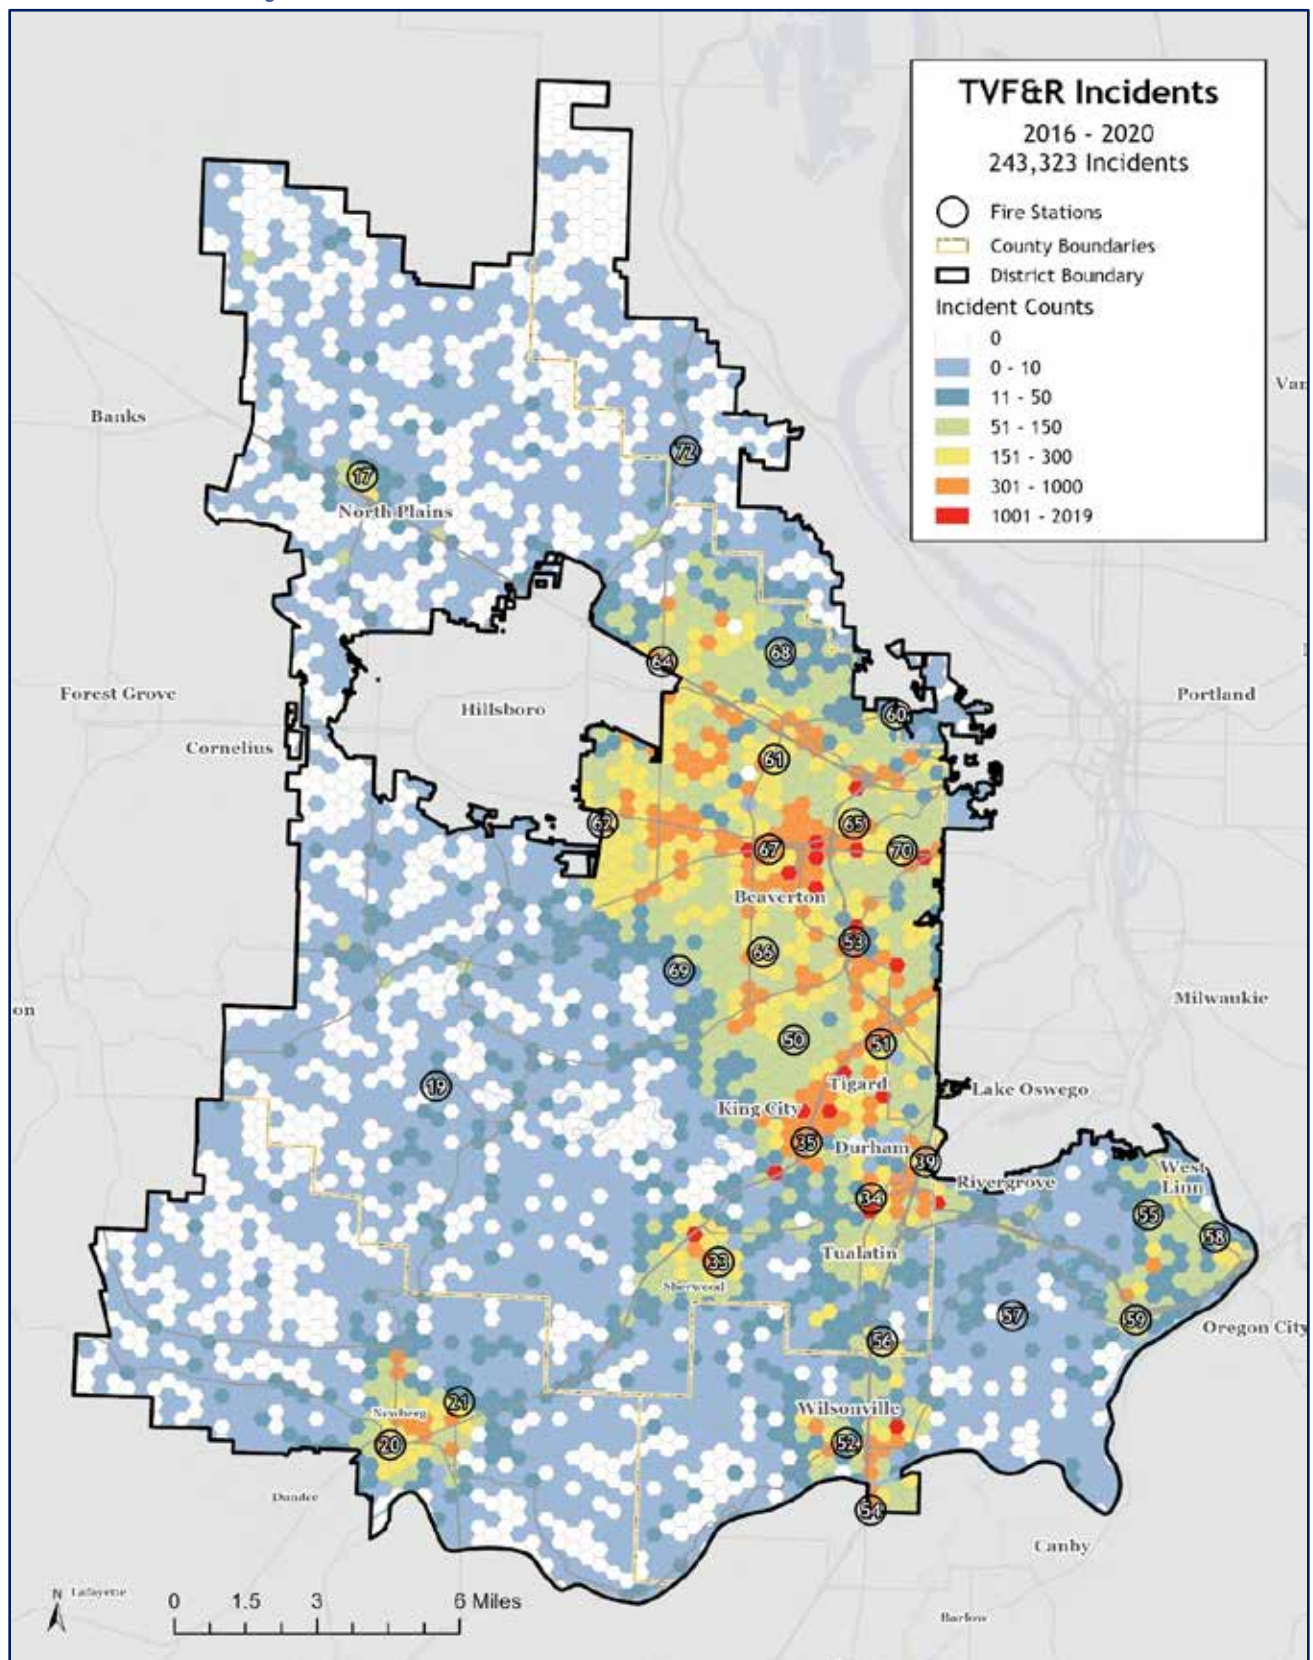 TVF&R Incidents
2016 - 2020
243,323 Incidents
Fire Stations
County Boundaries
District Boundary
Incident Counts
0
0 - 10
11 - 50
51 - 150
151 - 300
301 - 1000
1001 - 2019
Van
Banks
72
17
North Plains
68
64
Forest Grove
Portland
Hillsboro
60
Cornelius
61
62
65
67
70
Beaverton
53
66
69
Milwaukie
on
50
51
19
Tigard
Lake Oswego
King City
35
Durham
39
West
Linn
Rivergrove
34
55
58
Tualatin
33
Sherwood
57
59
Oregon City
56
21
Wilsonville
Newberg
20
52
Dundee
54
Canby
N
Lafayette
0 1.5 3 6 Miles
Barlow